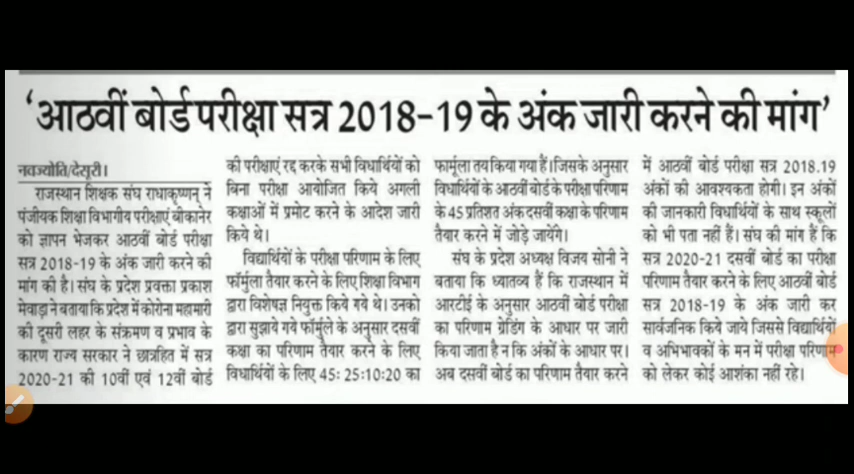 ‘आठवीं बोर्ड परीक्षा सत्र 2018-19 के अंक जारी करने की मांग’
नवज्योति/देसूरी।
राजस्थान शिक्षक संघ राधाकृष्णन् ने
पंजीयक शिक्षा विभागीय परीक्षाएं बीकानेर
को ज्ञापन भेजकर आठवीं बोर्ड परीक्षा
सत्र 2018-19 के अंक जारी करने की
मांग की है। संघ के प्रदेश प्रवक्ता प्रकाश
मेवाड़ा ने बताया कि प्रदेश में कोरोना महामारी
की दूसरी लहर के संक्रमण व प्रभाव के
कारण राज्य सरकार ने छात्रहित में सत्र
2020-21 की 10वीं एवं 12वीं बोर्ड
की परीक्षाएं रद्द करके सभी विधार्थियों को
बिना परीक्षा आयोजित किये अगली
कक्षाओं में प्रमोट करने के आदेश जारी
किये थे।
विद्यार्थियों के परीक्षा परिणाम के लिए
फॉर्मूला तैयार करने के लिए शिक्षा विभाग
द्वारा विशेषज्ञ नियुक्त किये गये थे। उनको
द्वारा सुझाये गये फॉर्मुले के अनुसार दसवीं
कक्षा का परिणाम तैयार करने के लिए
विधार्थियों के लिए 45: 25:10:20 का
फार्मूला तय किया गया हैं। जिसके अनुसार
विधार्थियों के आठवीं बोर्ड के परीक्षा परिणाम
के 45 प्रतिशत अंक दसवीं कक्षा के परिणाम
तैयार करने में जोड़े जायेंगे।
संघ के प्रदेश अध्यक्ष विजय सोनी ने
बताया कि ध्यातव्य हैं कि राजस्थान में
आरटीई के अनुसार आठवीं बोर्ड परीक्षा
का परिणाम ग्रेडिंग के आधार पर जारी
किया जाता है न कि अंकों के आधार पर।
अब दसवीं बोर्ड का परिणाम तैयार करने
में आठवीं बोर्ड परीक्षा सत्र 2018.19
अंकों की आवश्यकता होगी। इन अंकों
की जानकारी विधार्थियों के साथ स्कूलों
को भी पता नहीं हैं। संघ की मांग हैं कि
सत्र 2020-21 दसवीं बोर्ड का परीक्षा
परिणाम तैयार करने के लिए आठवीं बोर्ड
सत्र 2018-19 के अंक जारी कर
सार्वजनिक किये जाये जिससे विद्यार्थियों
व अभिभावकों के मन में परीक्षा परिणाम
को लेकर कोई आशंका नहीं रहे।